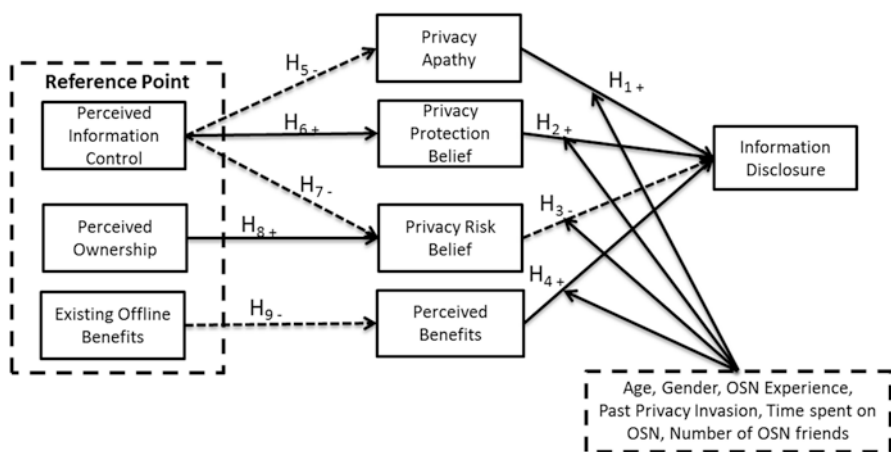 Reference Point
Perceived
Information
Control
Perceived
Ownership
Existing Offline
Benefits
H5 -
H6 +
H7 -
H8 +
H9 -
Privacy
Apathy
Privacy
Protection
Belief
Privacy Risk
Belief
Perceived
Benefits
H1 +
H2 +
H3 -
H4 +
Information
Disclosure
Age, Gender, OSN Experience,
Past Privacy Invasion, Time spent on
OSN, Number of OSN friends